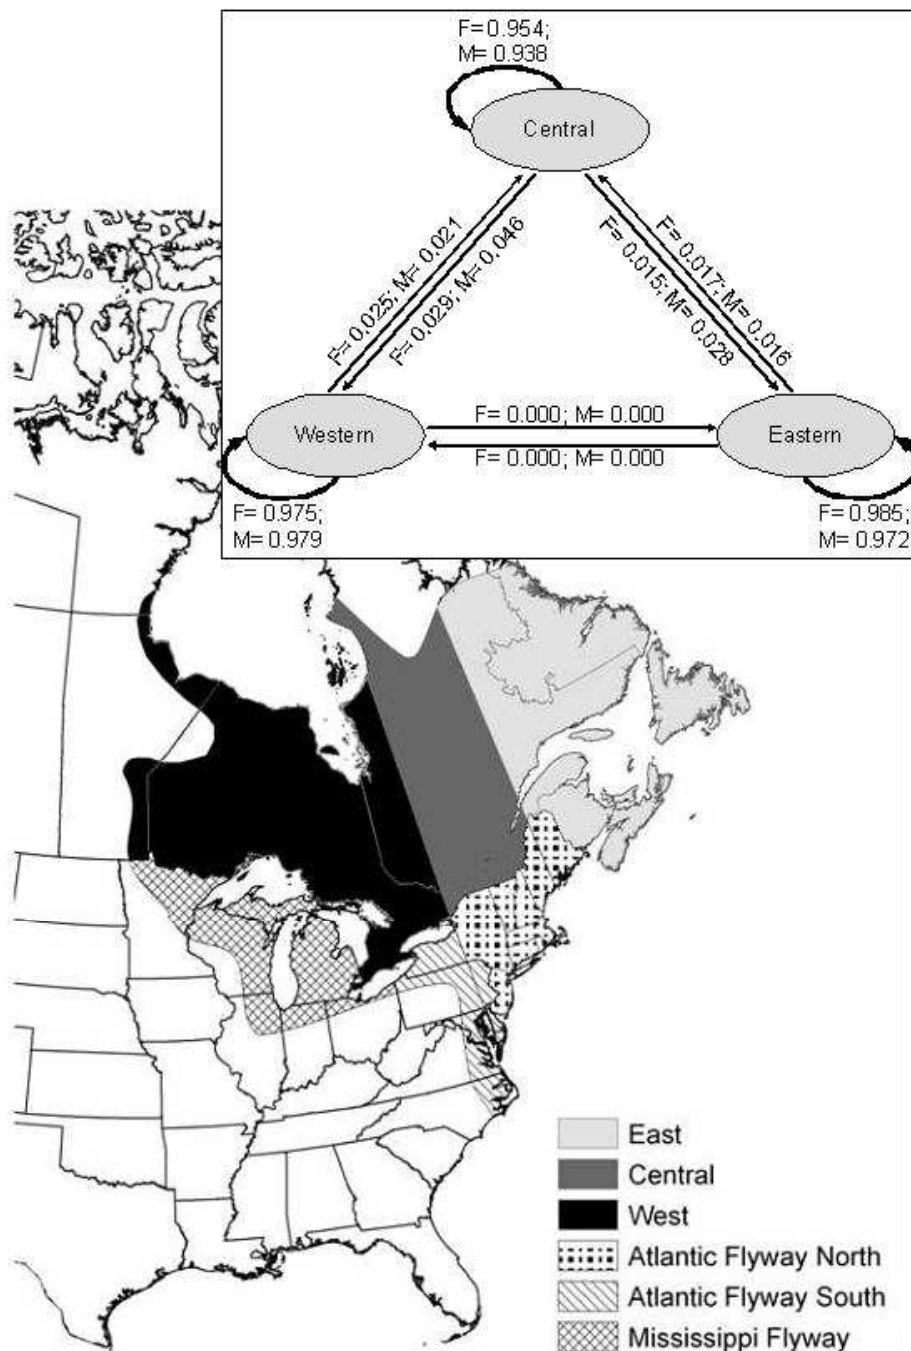 F= 0.954;
M= 0.938
Central
F= 0.025; M= 0.021
F= 0.029; M= 0.046
F= 0.017; M= 0.016
F= 0.015; M= 0.028
Western
F= 0.000; M= 0.000
F= 0.000; M= 0.000
Eastern
F= 0.975;
M= 0.979
F= 0.985;
M= 0.972
East
Central
West
Atlantic Flyway North
Atlantic Flyway South
Mississippi Flyway